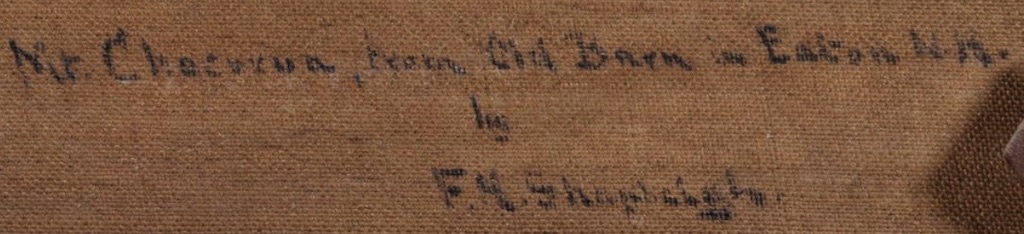 Mt. Chocorua, from Old Barn in Eaton N.H.
by
F.H. Shapleigh.